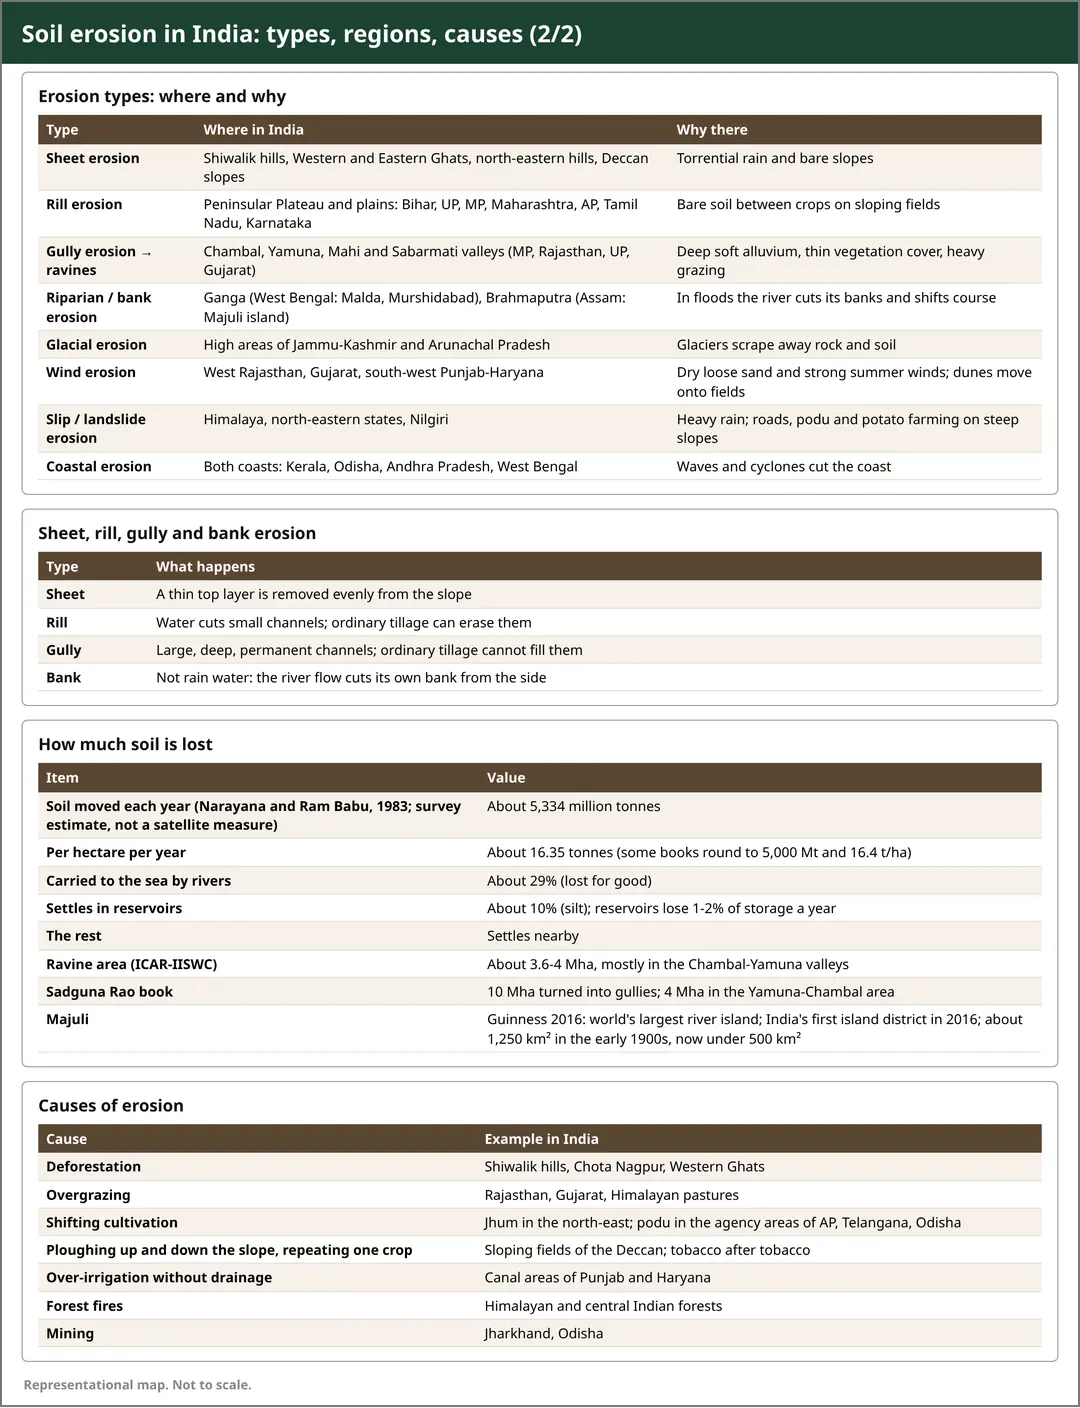 Soil erosion in India: types, regions, causes (2/2)
Erosion types: where and why
Type Where in India Why there
Sheet erosion Shiwalik hills, Western and Eastern Ghats, north-eastern hills, Deccan slopes Torrential rain and bare slopes
Rill erosion Peninsular Plateau and plains: Bihar, UP, MP, Maharashtra, AP, Tamil Nadu, Karnataka Bare soil between crops on sloping fields
Gully erosion → ravines Chambal, Yamuna, Mahi and Sabarmati valleys (MP, Rajasthan, UP, Gujarat) Deep soft alluvium, thin vegetation cover, heavy grazing
Riparian / bank erosion Ganga (West Bengal: Malda, Murshidabad), Brahmaputra (Assam: Majuli island) In floods the river cuts its banks and shifts course
Glacial erosion High areas of Jammu-Kashmir and Arunachal Pradesh Glaciers scrape away rock and soil
Wind erosion West Rajasthan, Gujarat, south-west Punjab-Haryana Dry loose sand and strong summer winds; dunes move onto fields
Slip / landslide erosion Himalaya, north-eastern states, Nilgiri Heavy rain; roads, podu and potato farming on steep slopes
Coastal erosion Both coasts: Kerala, Odisha, Andhra Pradesh, West Bengal Waves and cyclones cut the coast
Sheet, rill, gully and bank erosion
Type What happens
Sheet A thin top layer is removed evenly from the slope
Rill Water cuts small channels; ordinary tillage can erase them
Gully Large, deep, permanent channels; ordinary tillage cannot fill them
Bank Not rain water: the river flow cuts its own bank from the side
How much soil is lost
Item Value
Soil moved each year (Narayana and Ram Babu, 1983; survey estimate, not a satellite measure) About 5,334 million tonnes
Per hectare per year About 16.35 tonnes (some books round to 5,000 Mt and 16.4 t/ha)
Carried to the sea by rivers About 29% (lost for good)
Settles in reservoirs About 10% (silt); reservoirs lose 1-2% of storage a year
The rest Settles nearby
Ravine area (ICAR-IISWC) About 3.6-4 Mha, mostly in the Chambal-Yamuna valleys
Sadguna Rao book 10 Mha turned into gullies; 4 Mha in the Yamuna-Chambal area
Majuli Guinness 2016: world's largest river island; India's first island district in 2016; about 1,250 km² in the early 1900s, now under 500 km²
Causes of erosion
Cause Example in India
Deforestation Shiwalik hills, Chota Nagpur, Western Ghats
Overgrazing Rajasthan, Gujarat, Himalayan pastures
Shifting cultivation Jhum in the north-east; podu in the agency areas of AP, Telangana, Odisha
Ploughing up and down the slope, repeating one crop Sloping fields of the Deccan; tobacco after tobacco
Over-irrigation without drainage Canal areas of Punjab and Haryana
Forest fires Himalayan and central Indian forests
Mining Jharkhand, Odisha
Representational map. Not to scale.